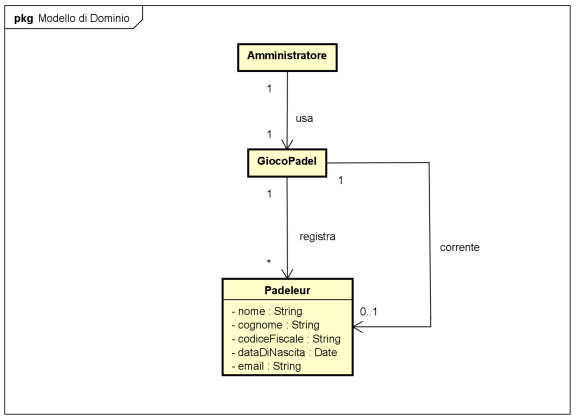 pkg Modello di Dominio
Amministratore
1
usa
1
GiocoPadel
1
1
registra
corrente
*
Padeleur
0..1
- nome : String
- cognome : String
- codiceFiscale : String
- dataDiNascita : Date
- email : String